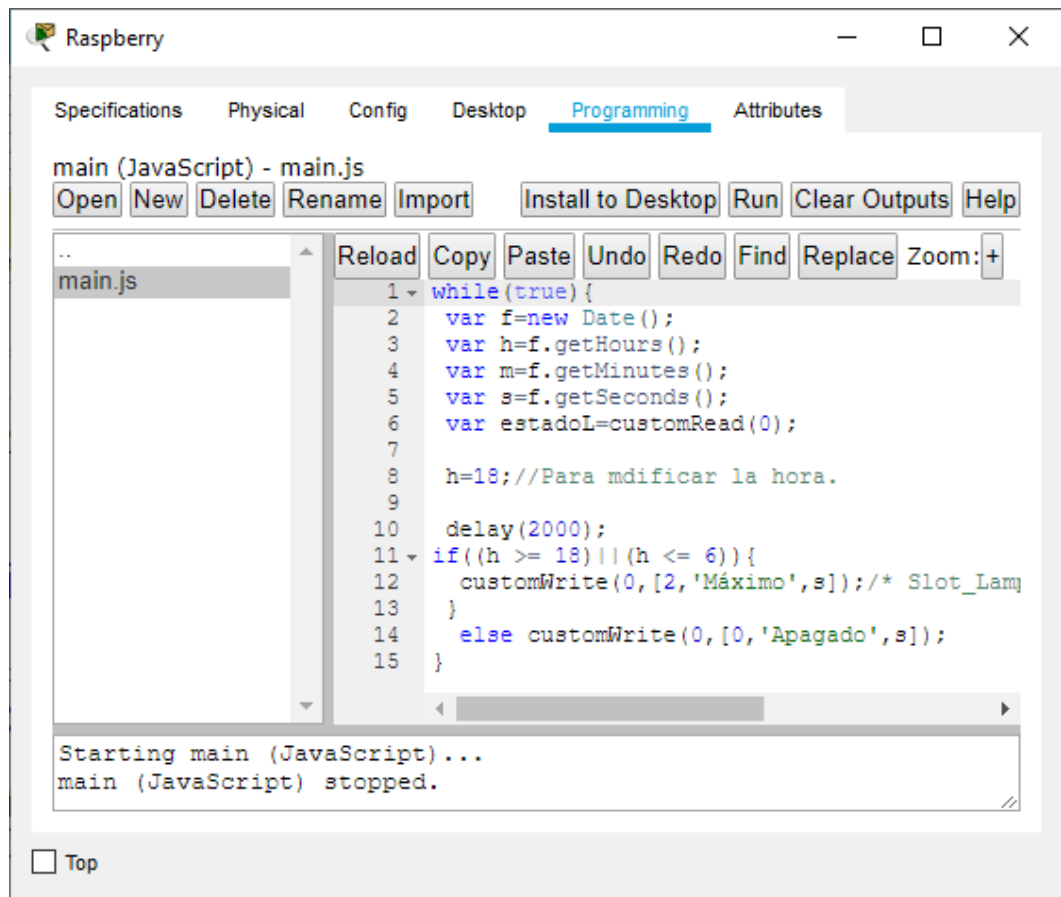 Raspberry
Specifications Physical Config Desktop Programming Attributes
main (JavaScript) - main.js
Open New Delete Rename Import Install to Desktop Run Clear Outputs Help
..
main.js
Reload Copy Paste Undo Redo Find Replace Zoom: +
1 while(true){
2 var f=new Date();
3 var h=f.getHours();
4 var m=f.getMinutes();
5 var s=f.getSeconds();
6 var estadoL=customRead(0);
7
8 h=18;//Para mdificar la hora.
9
10 delay(2000);
11 if((h >= 18)||(h <= 6)){
12 customWrite(0,[2,'Máximo',s]);/* Slot_Lam
13 }
14 else customWrite(0,[0,'Apagado',s]);
15 }
Starting main (JavaScript)...
main (JavaScript) stopped.
Top